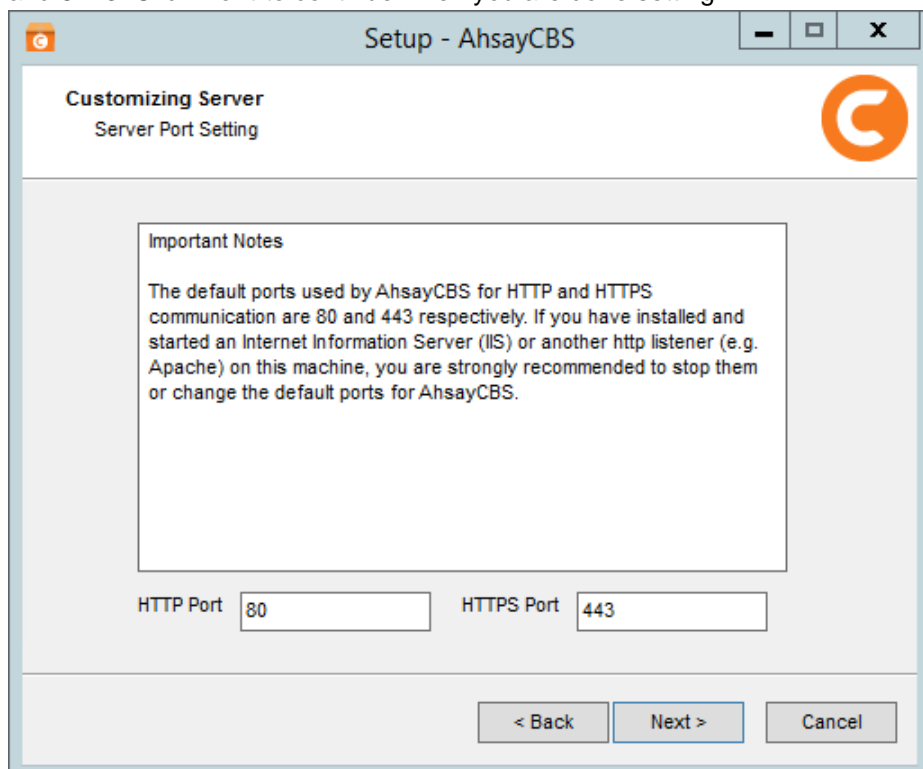 Setup - AhsayCBS
Customizing Server
Server Port Setting
Important Notes
The default ports used by AhsayCBS for HTTP and HTTPS
communication are 80 and 443 respectively. If you have installed and
started an Internet Information Server (IIS) or another http listener (e.g.
Apache) on this machine, you are strongly recommended to stop them
or change the default ports for AhsayCBS.
HTTP Port 80 HTTPS Port 443
< Back Next > Cancel